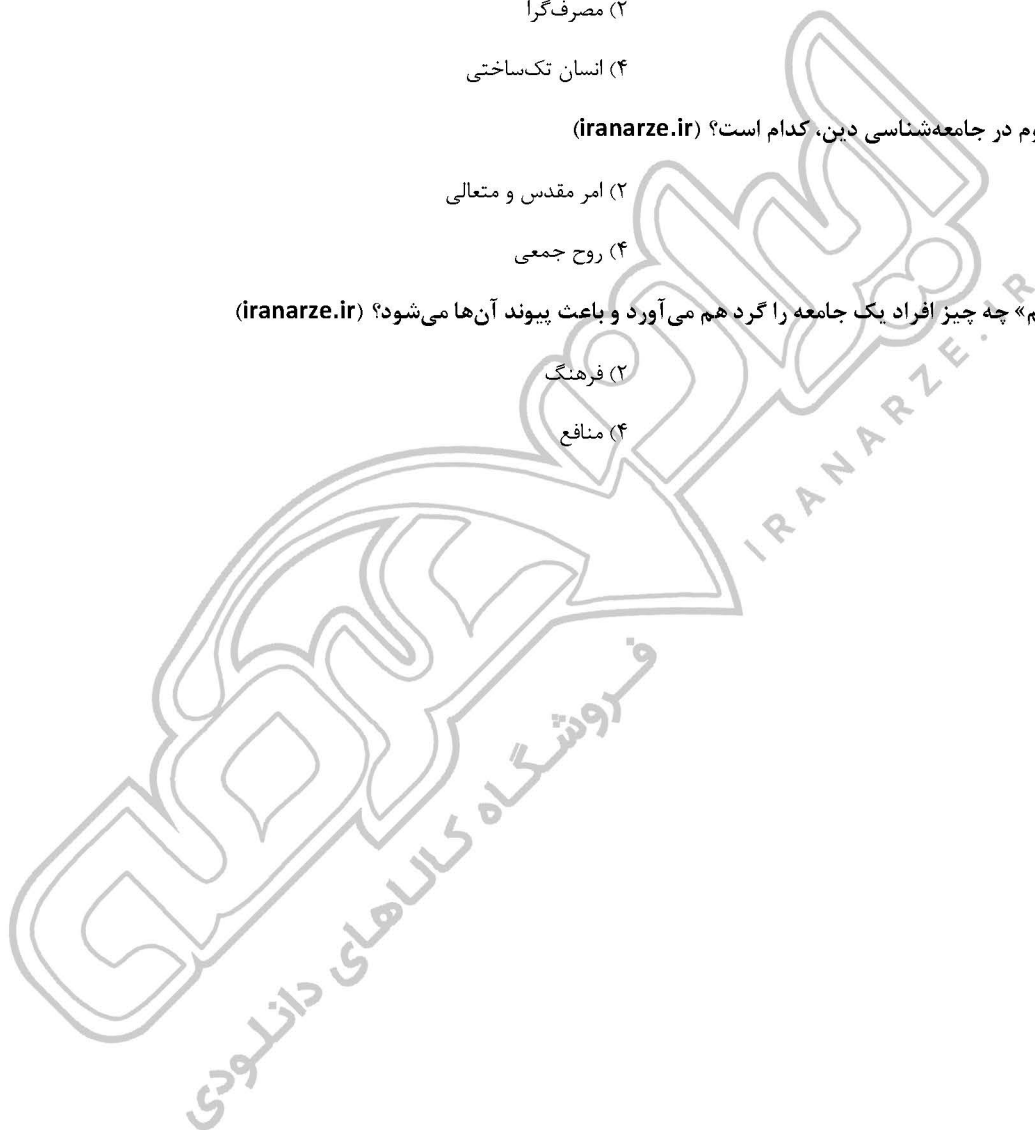 ۲) مصرف‌گرا
۴) انسان تک‌ساختی
وم در جامعه‌شناسی دین، کدام است؟ (iranarze.ir)
۲) امر مقدس و متعالی
۴) روح جمعی
م» چه چیز افراد یک جامعه را گرد هم می‌آورد و باعث پیوند آن‌ها می‌شود؟ (iranarze.ir)
۲) فرهنگ
۴) منافع
ایران عرضه
IRANARZE.IR
فروشگاه کالاهای دانلودی